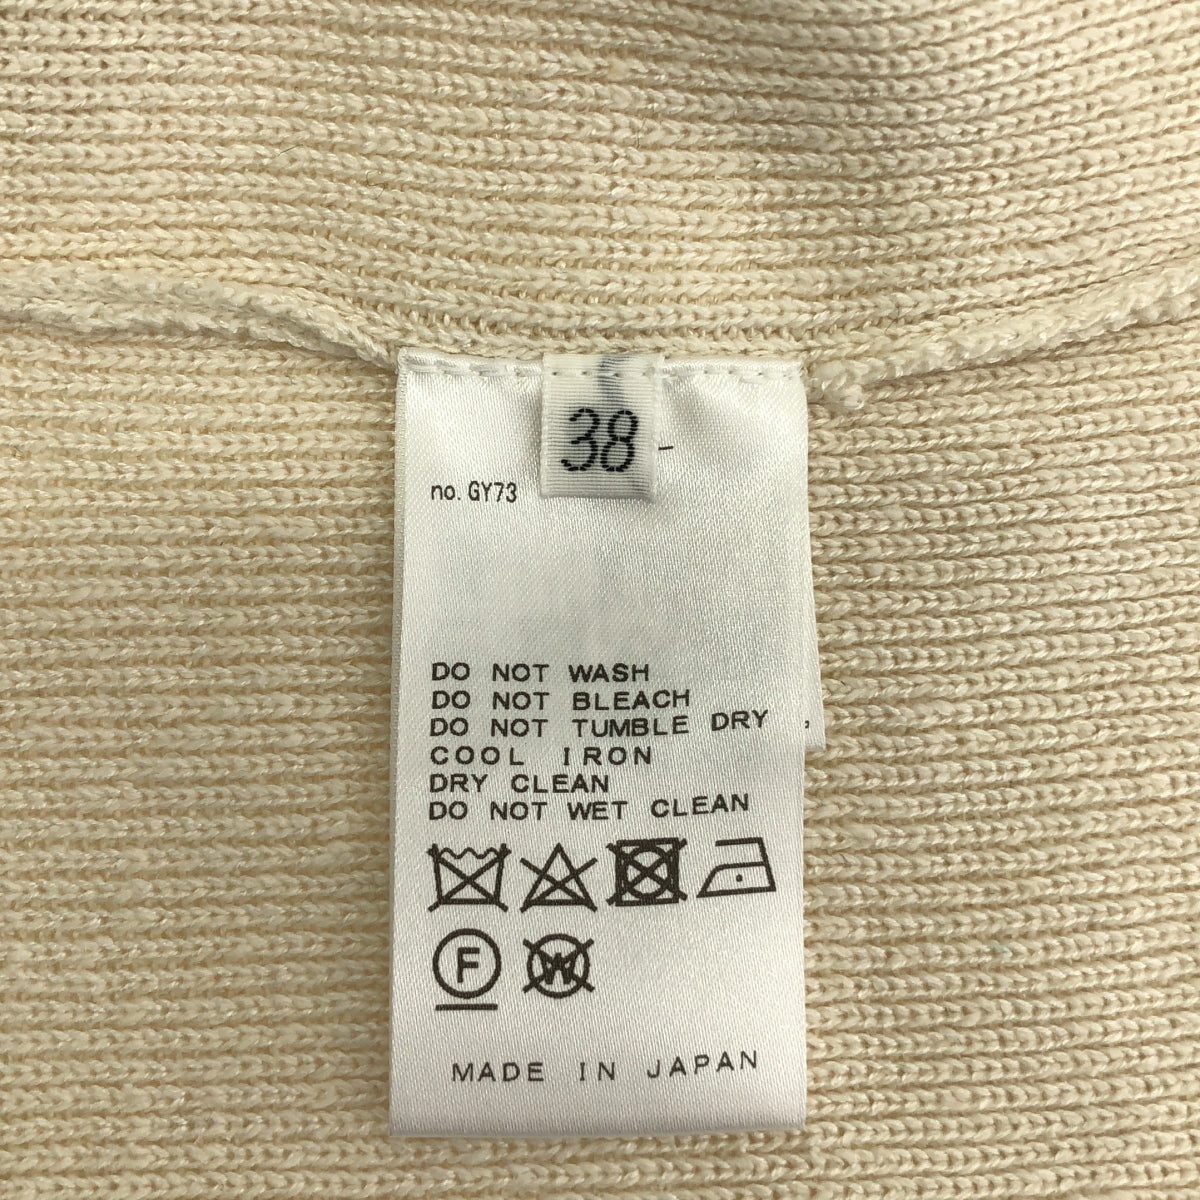 38
no. GY73
DO NOT WASH
DO NOT BLEACH
DO NOT TUMBLE DRY
COOL IRON
DRY CLEAN
DO NOT WET CLEAN
F W
MADE IN JAPAN